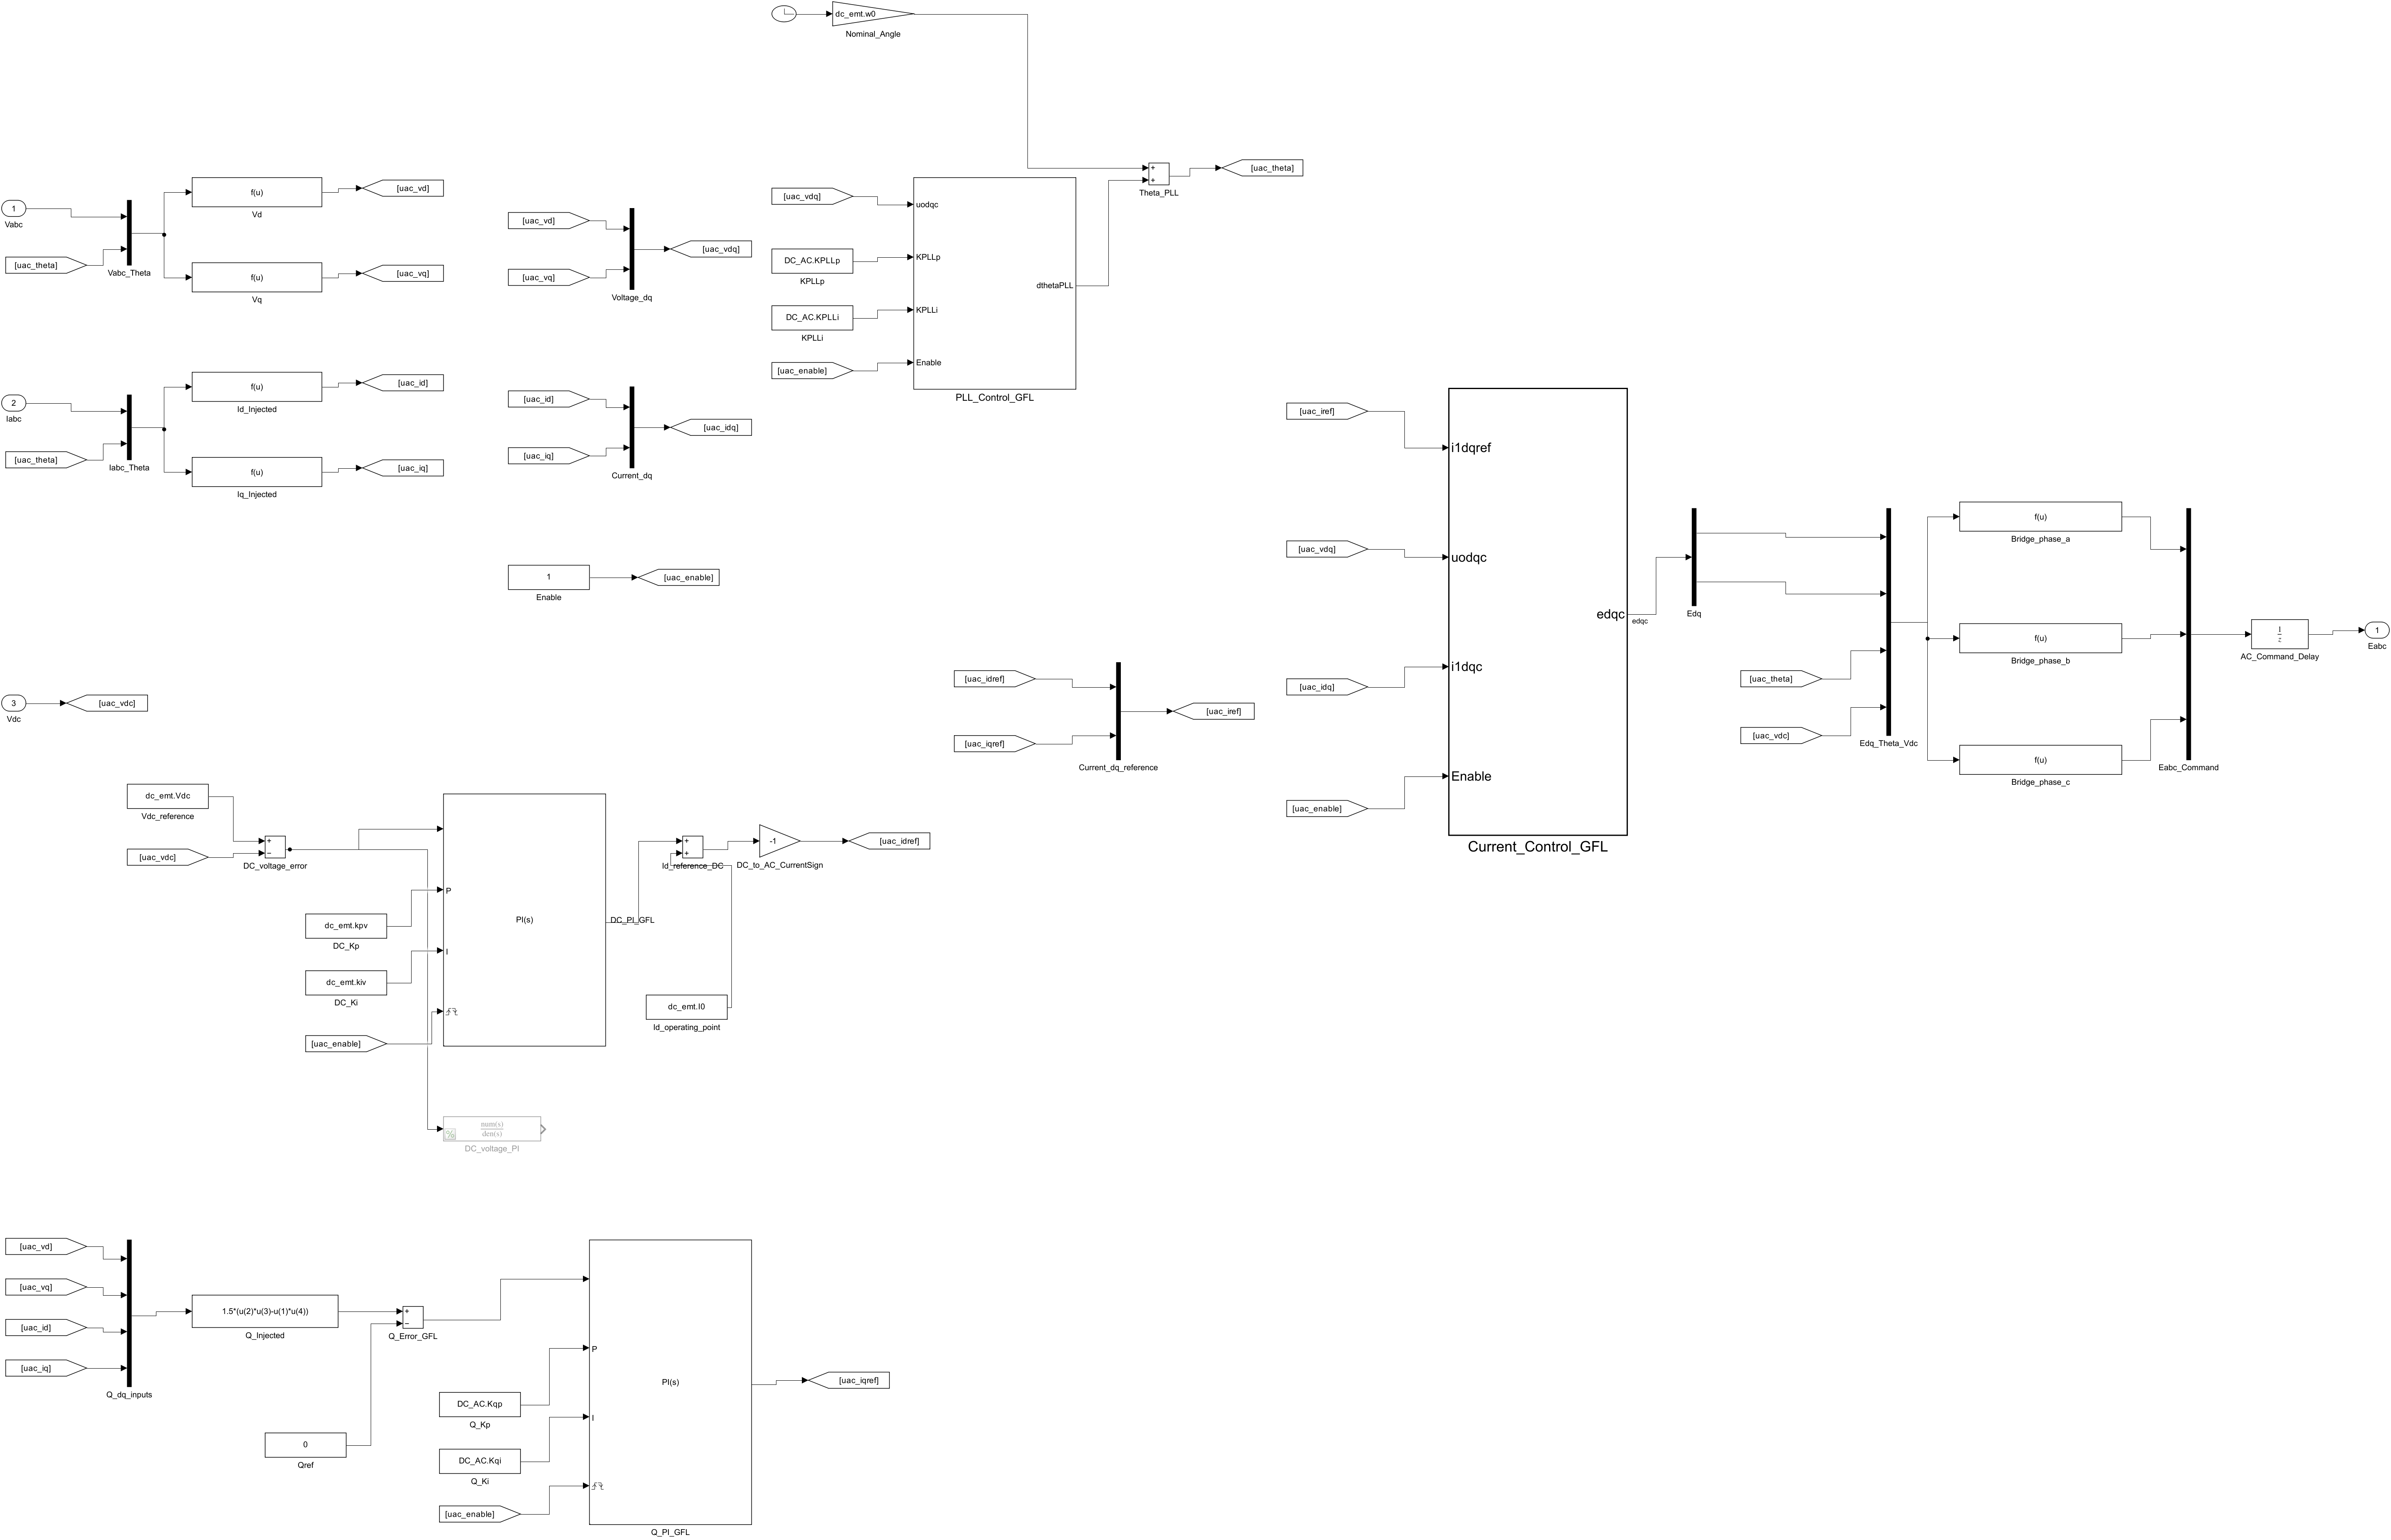 dc_emt.w0
Nominal_Angle
+
+
Theta_PLL
[uac_theta]
1
Vabc
[uac_theta]
Vabc_Theta
f(u)
Vd
[uac_vd]
f(u)
Vq
[uac_vq]
[uac_vd]
[uac_vq]
Voltage_dq
[uac_vdq]
[uac_vdq]
DC_AC.KPLLp
KPLLp
DC_AC.KPLLi
KPLLi
[uac_enable]
uodqc
KPLLp
KPLLi
Enable
dthetaPLL
PLL_Control_GFL
2
Iabc
[uac_theta]
Iabc_Theta
f(u)
Id_Injected
[uac_id]
f(u)
Iq_Injected
[uac_iq]
[uac_id]
[uac_iq]
Current_dq
[uac_idq]
1
Enable
[uac_enable]
[uac_iref]
[uac_vdq]
[uac_idq]
[uac_enable]
i1dqref
uodqc
i1dqc
Enable
edqc
edqc
Current_Control_GFL
Edq
[uac_theta]
[uac_vdc]
Edq_Theta_Vdc
f(u)
Bridge_phase_a
f(u)
Bridge_phase_b
f(u)
Bridge_phase_c
Eabc_Command
1
z
AC_Command_Delay
1
Eabc
3
Vdc
[uac_vdc]
[uac_idref]
[uac_iqref]
Current_dq_reference
[uac_iref]
dc_emt.Vdc
Vdc_reference
[uac_vdc]
+
−
DC_voltage_error
dc_emt.kpv
DC_Kp
dc_emt.kiv
DC_Ki
[uac_enable]
P
I
PI(s)
DC_PI_GFL
+
+
Id_reference_DC
-1
DC_to_AC_CurrentSign
[uac_idref]
dc_emt.I0
Id_operating_point
num(s)
den(s)
%
DC_voltage_PI
[uac_vd]
[uac_vq]
[uac_id]
[uac_iq]
Q_dq_inputs
1.5*(u(2)*u(3)-u(1)*u(4))
Q_Injected
+
−
Q_Error_GFL
0
Qref
DC_AC.Kqp
Q_Kp
DC_AC.Kqi
Q_Ki
[uac_enable]
P
I
PI(s)
Q_PI_GFL
[uac_iqref]